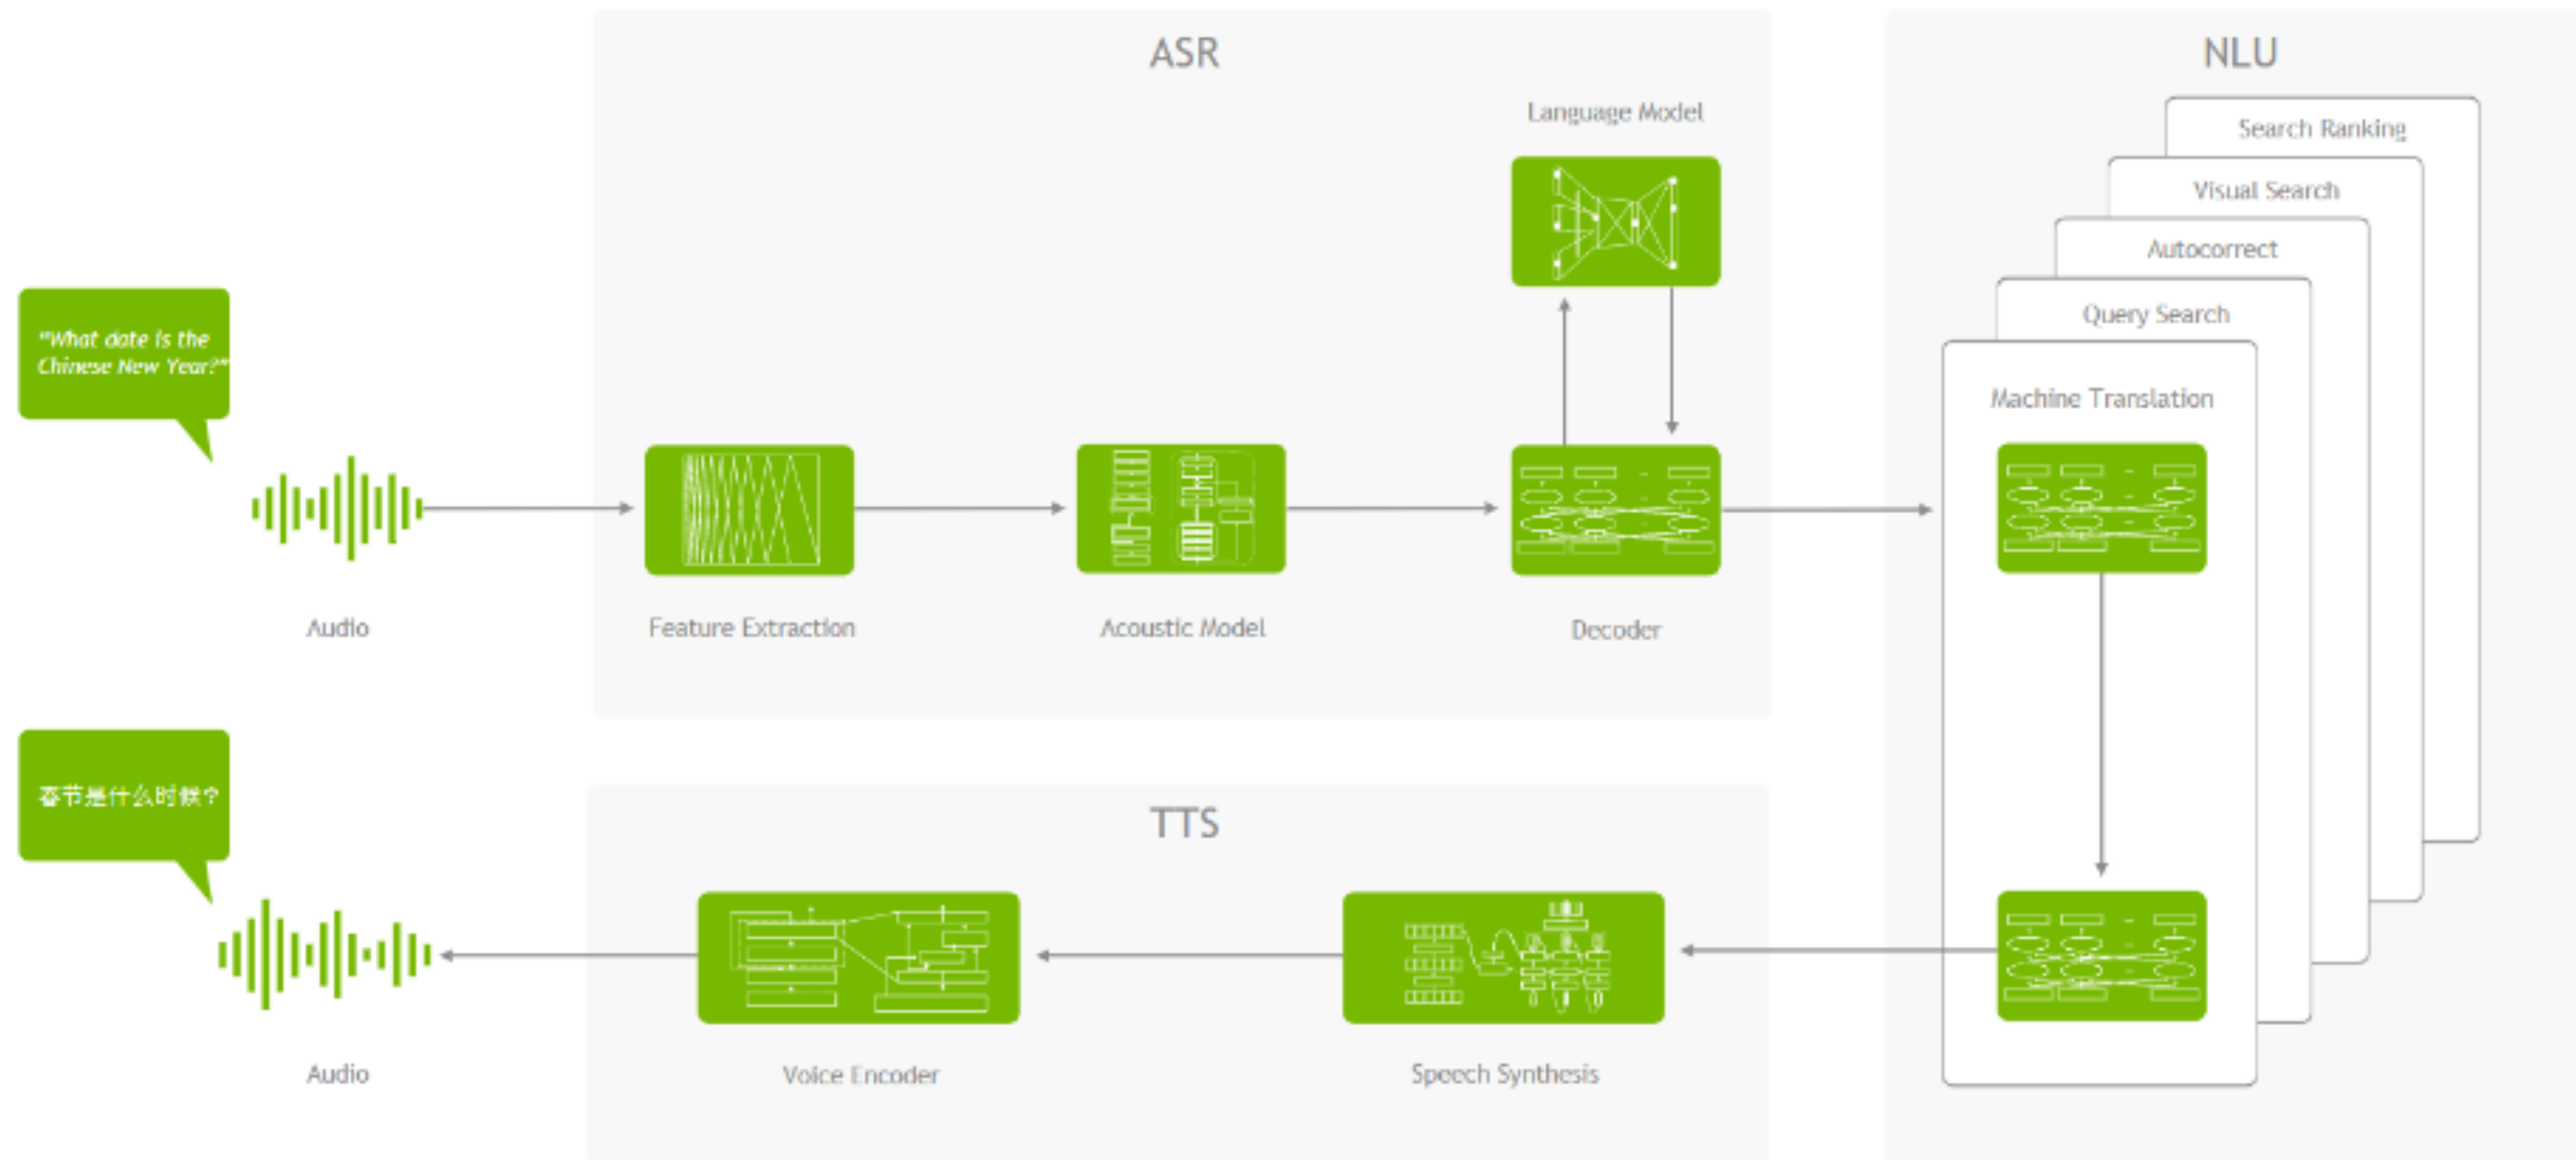 ASR
NLU
Language Model
Search Ranking
Visual Search
Autocorrect
Query Search
Machine Translation
"What date is the
Chinese New Year?"
Audio
Feature Extraction
Acoustic Model
Decoder
春节是什么时候?
TTS
Audio
Voice Encoder
Speech Synthesis